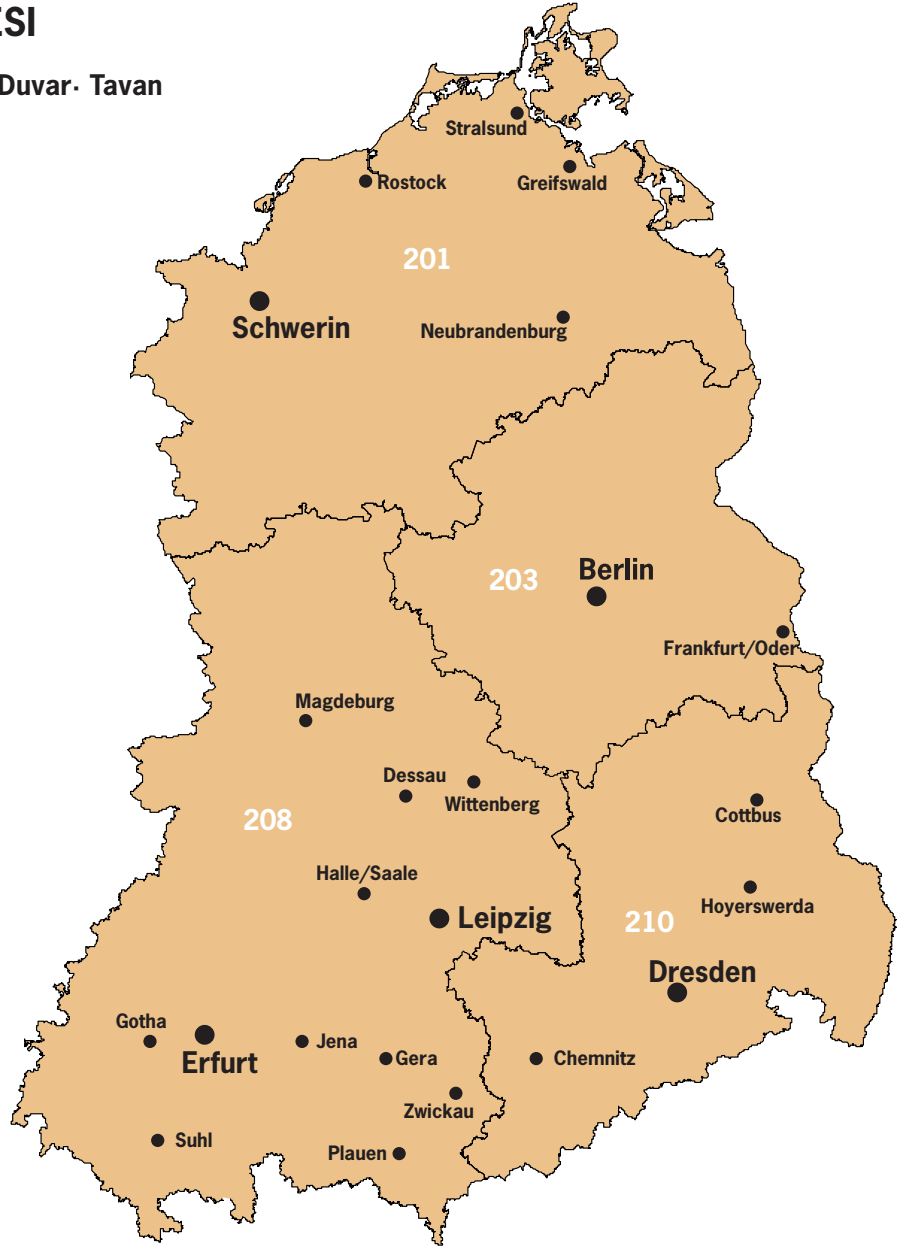 ESI
Duvar· Tavan
Stralsund
Rostock
Greifswald
201
Schwerin
Neubrandenburg
203
Berlin
Frankfurt/Oder
Magdeburg
Dessau
Wittenberg
Cottbus
208
Halle/Saale
Leipzig
Hoyerswerda
210
Dresden
Gotha
Erfurt
Jena
Gera
Chemnitz
Zwickau
Suhl
Plauen